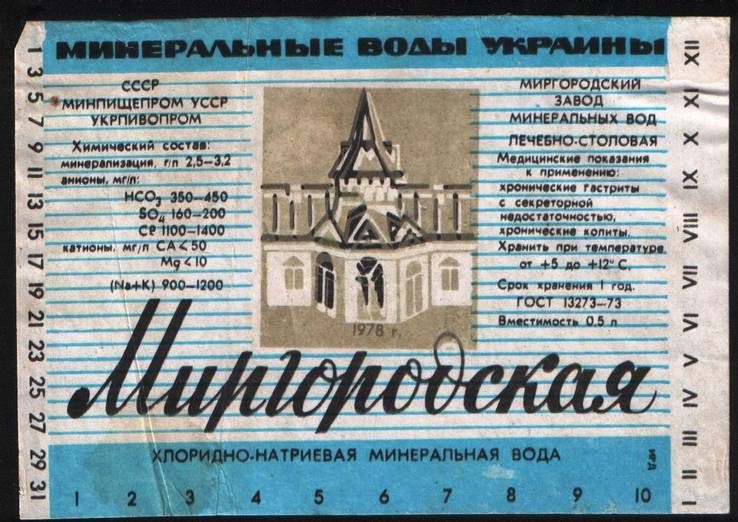 МИНЕРАЛЬНЫЕ ВОДЫ УКРАИНЫ
СССР
МИНПИЩЕПРОМ УССР
УКРПИВОПРОМ
Химический состав:
минерализация, г/л 2,5—3,2
анионы, мг/л:
HCO3 350—450
SO4 160—200
Cl 1100—1400
катионы, мг/л CA<50
Mg<10
(Na+K) 900—1200
1978 г.
МИРГОРОДСКИЙ
ЗАВОД
МИНЕРАЛЬНЫХ ВОД
ЛЕЧЕБНО-СТОЛОВАЯ
Медицинские показания
к применению:
хронические гастриты
с секреторной
недостаточностью,
хронические колиты.
Хранить при температуре
от +5 до +12°С.
Срок хранения 1 год.
ГОСТ 13273—73
Вместимость 0,5 л
Миргородская
ХЛОРИДНО-НАТРИЕВАЯ МИНЕРАЛЬНАЯ ВОДА
1 2 3 4 5 6 7 8 9 10
1 3 5 7 9 11 13 15 17 19 21 23 25 27 29 31
I II III IV V VI VII VIII IX X XI XII